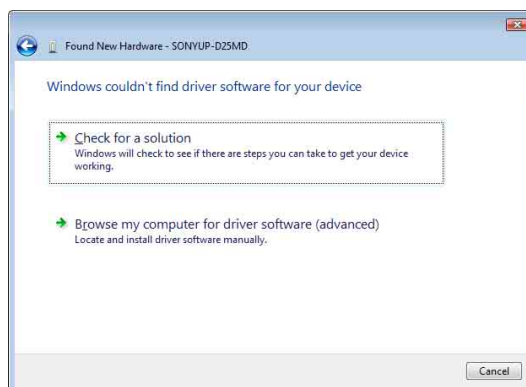 Found New Hardware - SONYUP-D25MD
Windows couldn't find driver software for your device
Check for a solution
Windows will check to see if there are steps you can take to get your device
working.
Browse my computer for driver software (advanced)
Locate and install driver software manually.
Cancel